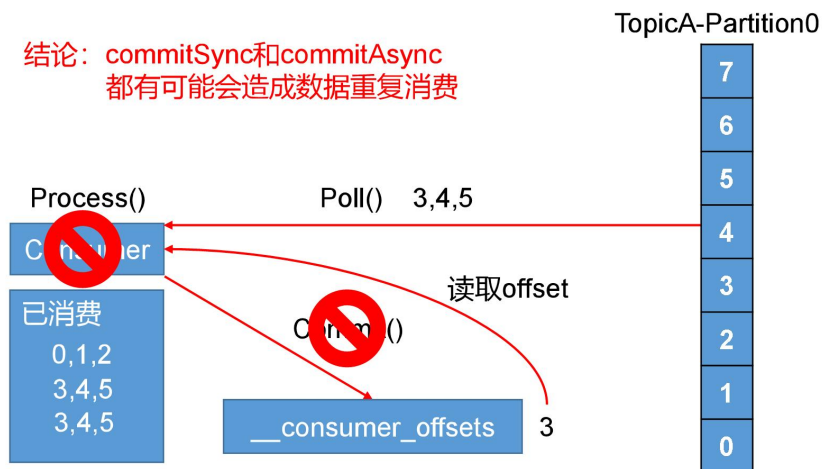 TopicA-Partition0
结论：commitSync和commitAsync
都有可能会造成数据重复消费
7
6
5
4
3
2
1
0
Process()
Poll() 3,4,5
Consumer
读取offset
已消费
0,1,2
3,4,5
3,4,5
Commit()
__consumer_offsets
3